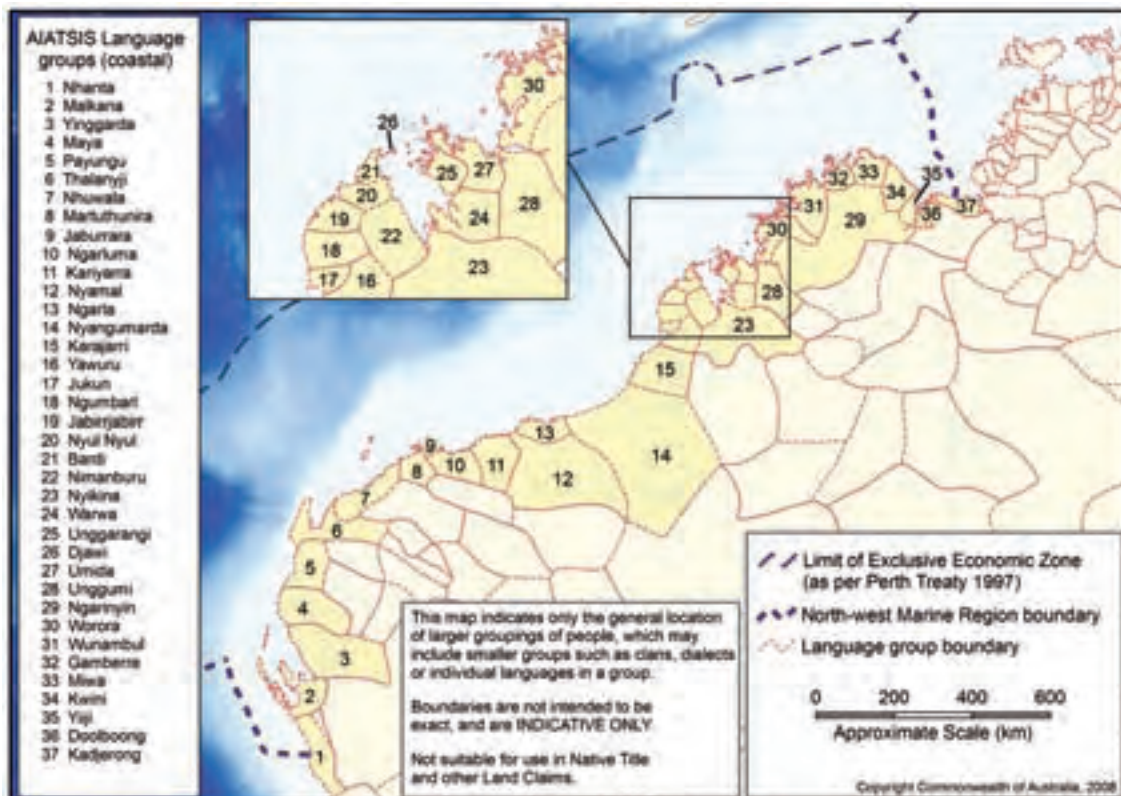 AIATSIS Language
groups (coastal)
1 Nhanta
2 Malkana
3 Yinggarda
4 Maya
5 Payungu
6 Thalanyji
7 Nhuwala
8 Martuthunira
9 Jaburrara
10 Ngarluma
11 Kariyarra
12 Nyamal
13 Ngarla
14 Nyangumarda
15 Karajarri
16 Yawuru
17 Jukun
18 Ngumbarl
19 Jabirrjabirr
20 Nyul Nyul
21 Bardi
22 Nimanburu
23 Nyikina
24 Warwa
25 Unggarangi
26 Djawi
27 Umida
28 Unggumi
29 Ngarinyin
30 Worora
31 Wunambul
32 Gamberre
33 Miwa
34 Kwini
35 Yiiji
36 Doolboong
37 Kadjerong
30
26
21
25
27
20
24
28
19
22
18
23
17
16
32
33
35
34
31
36
37
30
29
28
23
15
13
14
9
10
11
12
8
7
6
5
4
3
2
1
This map indicates only the general location
of larger groupings of people, which may
include smaller groups such as clans, dialects
or individual languages in a group.
Boundaries are not intended to be
exact, and are INDICATIVE ONLY
Not suitable for use in Native Title
and other Land Claims.
Limit of Exclusive Economic Zone
(as per Perth Treaty 1997)
North-west Marine Region boundary
Language group boundary
0 200 400 600
Approximate Scale (km)
Copyright Commonwealth of Australia, 2008